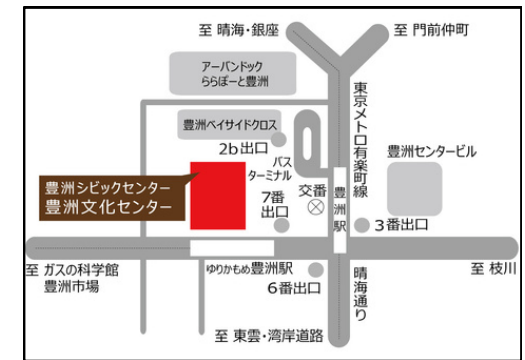 至 晴海・銀座
至 門前仲町
アーバンドック
ららぽーと豊洲
東京メトロ有楽町線
豊洲ベイサイドクロス
2b出口
バス
ターミナル
豊洲センタービル
豊洲シビックセンター
豊洲文化センター
7番
出口
交番
豊洲駅
3番出口
至 ガスの科学館
豊洲市場
ゆりかもめ豊洲駅
6番出口
晴海通り
至 枝川
至 東雲・湾岸道路